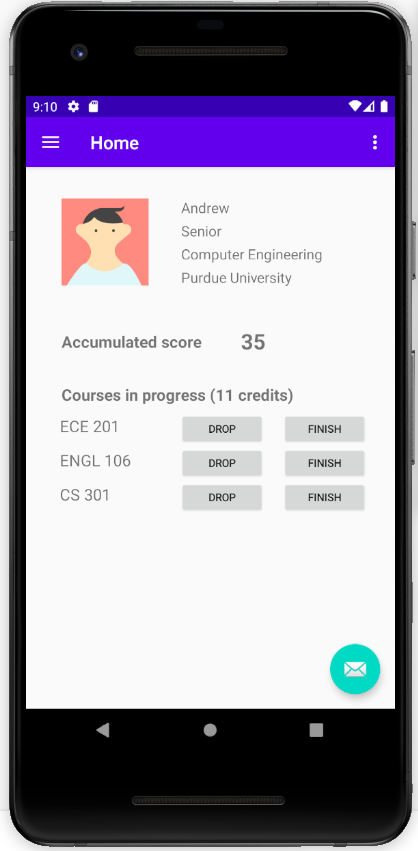 9:10
Home
Andrew
Senior
Computer Engineering
Purdue University
Accumulated score 35
Courses in progress (11 credits)
ECE 201 DROP FINISH
ENGL 106 DROP FINISH
CS 301 DROP FINISH